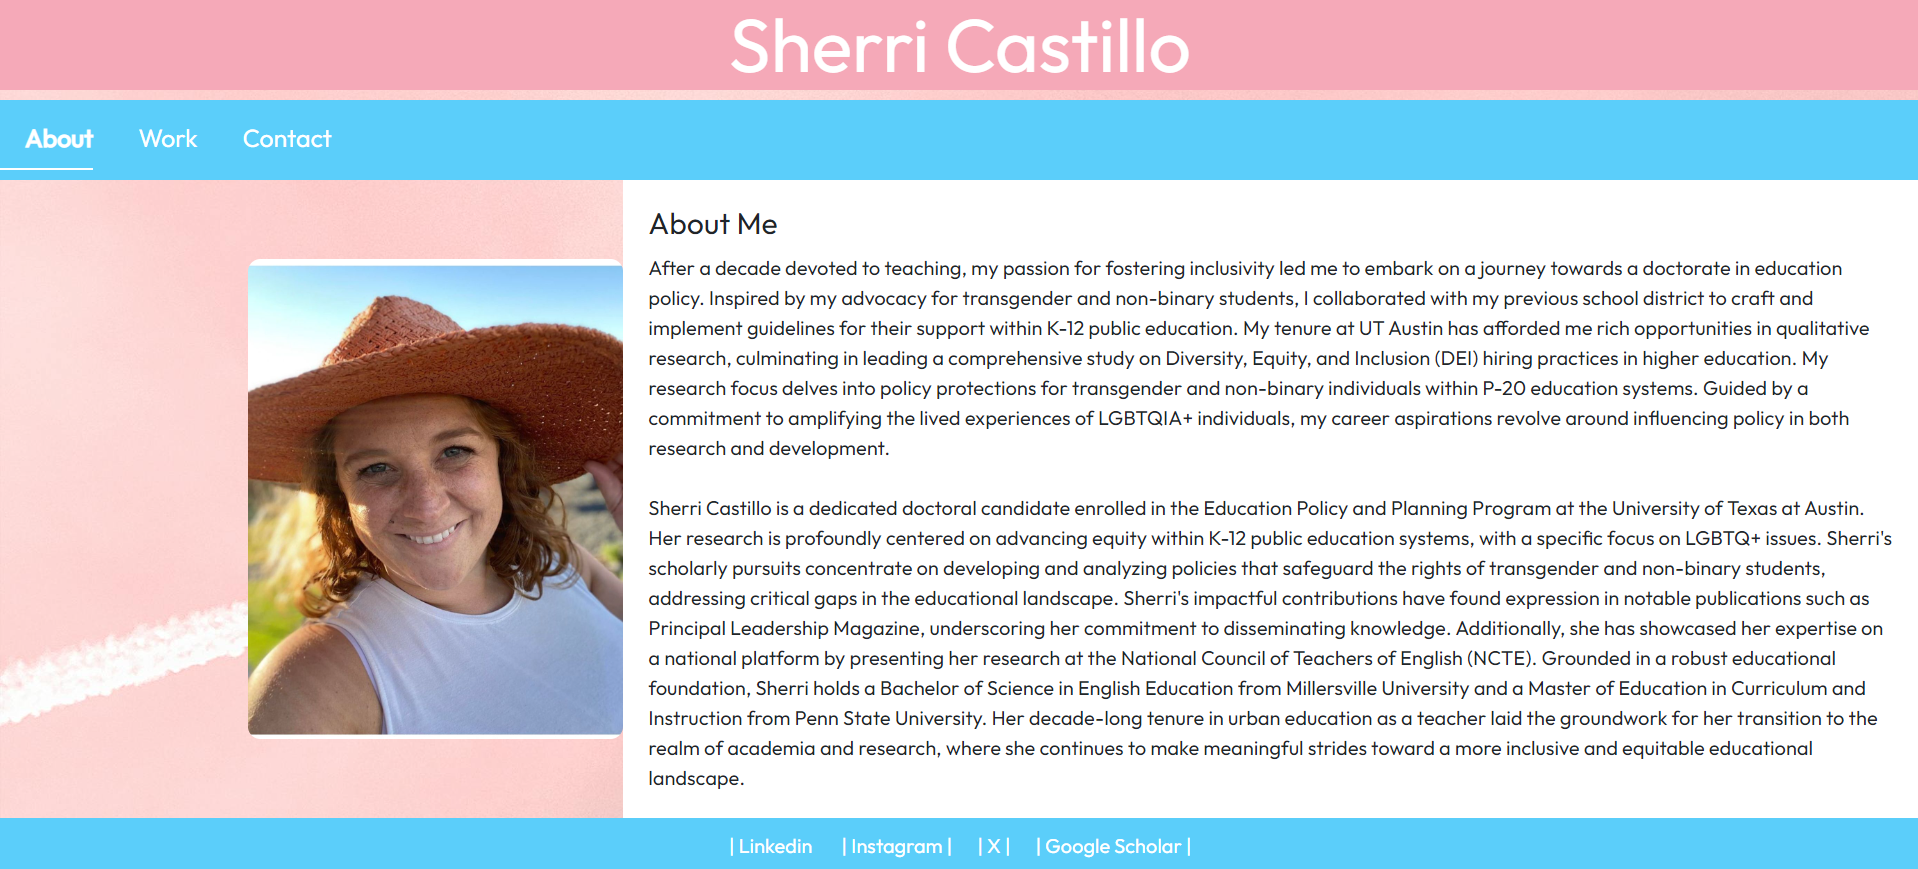 Sherri Castillo
About
Work
Contact
About Me
After a decade devoted to teaching, my passion for fostering inclusivity led me to embark on a journey towards a doctorate in education
policy. Inspired by my advocacy for transgender and non-binary students, I collaborated with my previous school district to craft and
implement guidelines for their support within K-12 public education. My tenure at UT Austin has afforded me rich opportunities in qualitative
research, culminating in leading a comprehensive study on Diversity, Equity, and Inclusion (DEI) hiring practices in higher education. My
research focus delves into policy protections for transgender and non-binary individuals within P-20 education systems. Guided by a
commitment to amplifying the lived experiences of LGBTQIA+ individuals, my career aspirations revolve around influencing policy in both
research and development.
Sherri Castillo is a dedicated doctoral candidate enrolled in the Education Policy and Planning Program at the University of Texas at Austin.
Her research is profoundly centered on advancing equity within K-12 public education systems, with a specific focus on LGBTQ+ issues. Sherri's
scholarly pursuits concentrate on developing and analyzing policies that safeguard the rights of transgender and non-binary students,
addressing critical gaps in the educational landscape. Sherri's impactful contributions have found expression in notable publications such as
Principal Leadership Magazine, underscoring her commitment to disseminating knowledge. Additionally, she has showcased her expertise on
a national platform by presenting her research at the National Council of Teachers of English (NCTE). Grounded in a robust educational
foundation, Sherri holds a Bachelor of Science in English Education from Millersville University and a Master of Education in Curriculum and
Instruction from Penn State University. Her decade-long tenure in urban education as a teacher laid the groundwork for her transition to the
realm of academia and research, where she continues to make meaningful strides toward a more inclusive and equitable educational
landscape.
| Linkedin | Instagram | | X | | Google Scholar |